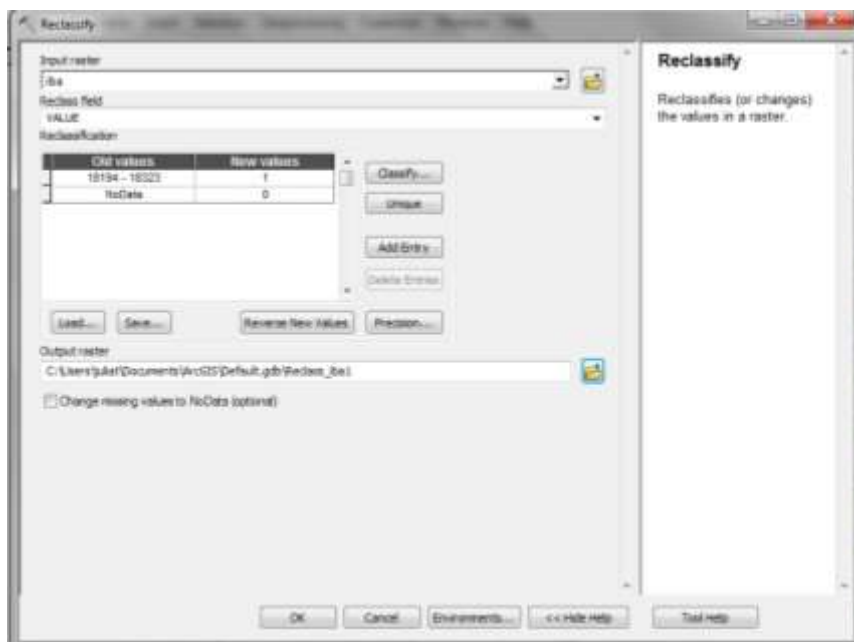 Reclassify
Input raster
iba
Reclass field
VALUE
Reclassification
Old values New values
18194 - 18323 1
NoData 0
Classify...
Unique
Add Entry
Delete Entries
Load... Save... Reverse New Values Precision...
Output raster
C:\Users\juliet\Documents\ArcGIS\Default.gdb\Reclass_iba1
Change missing values to NoData (optional)
OK Cancel Environments... << Hide Help Tool Help
Reclassify
Reclassifies (or changes)
the values in a raster.